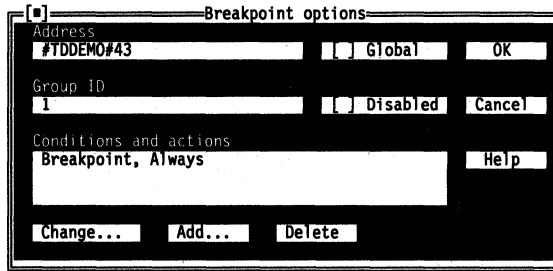 [■] Breakpoint options
Address
#TDDEMO#43 [ ] Global OK
Group ID
1 [ ] Disabled Cancel
Conditions and actions
Breakpoint, Always Help
Change... Add... Delete